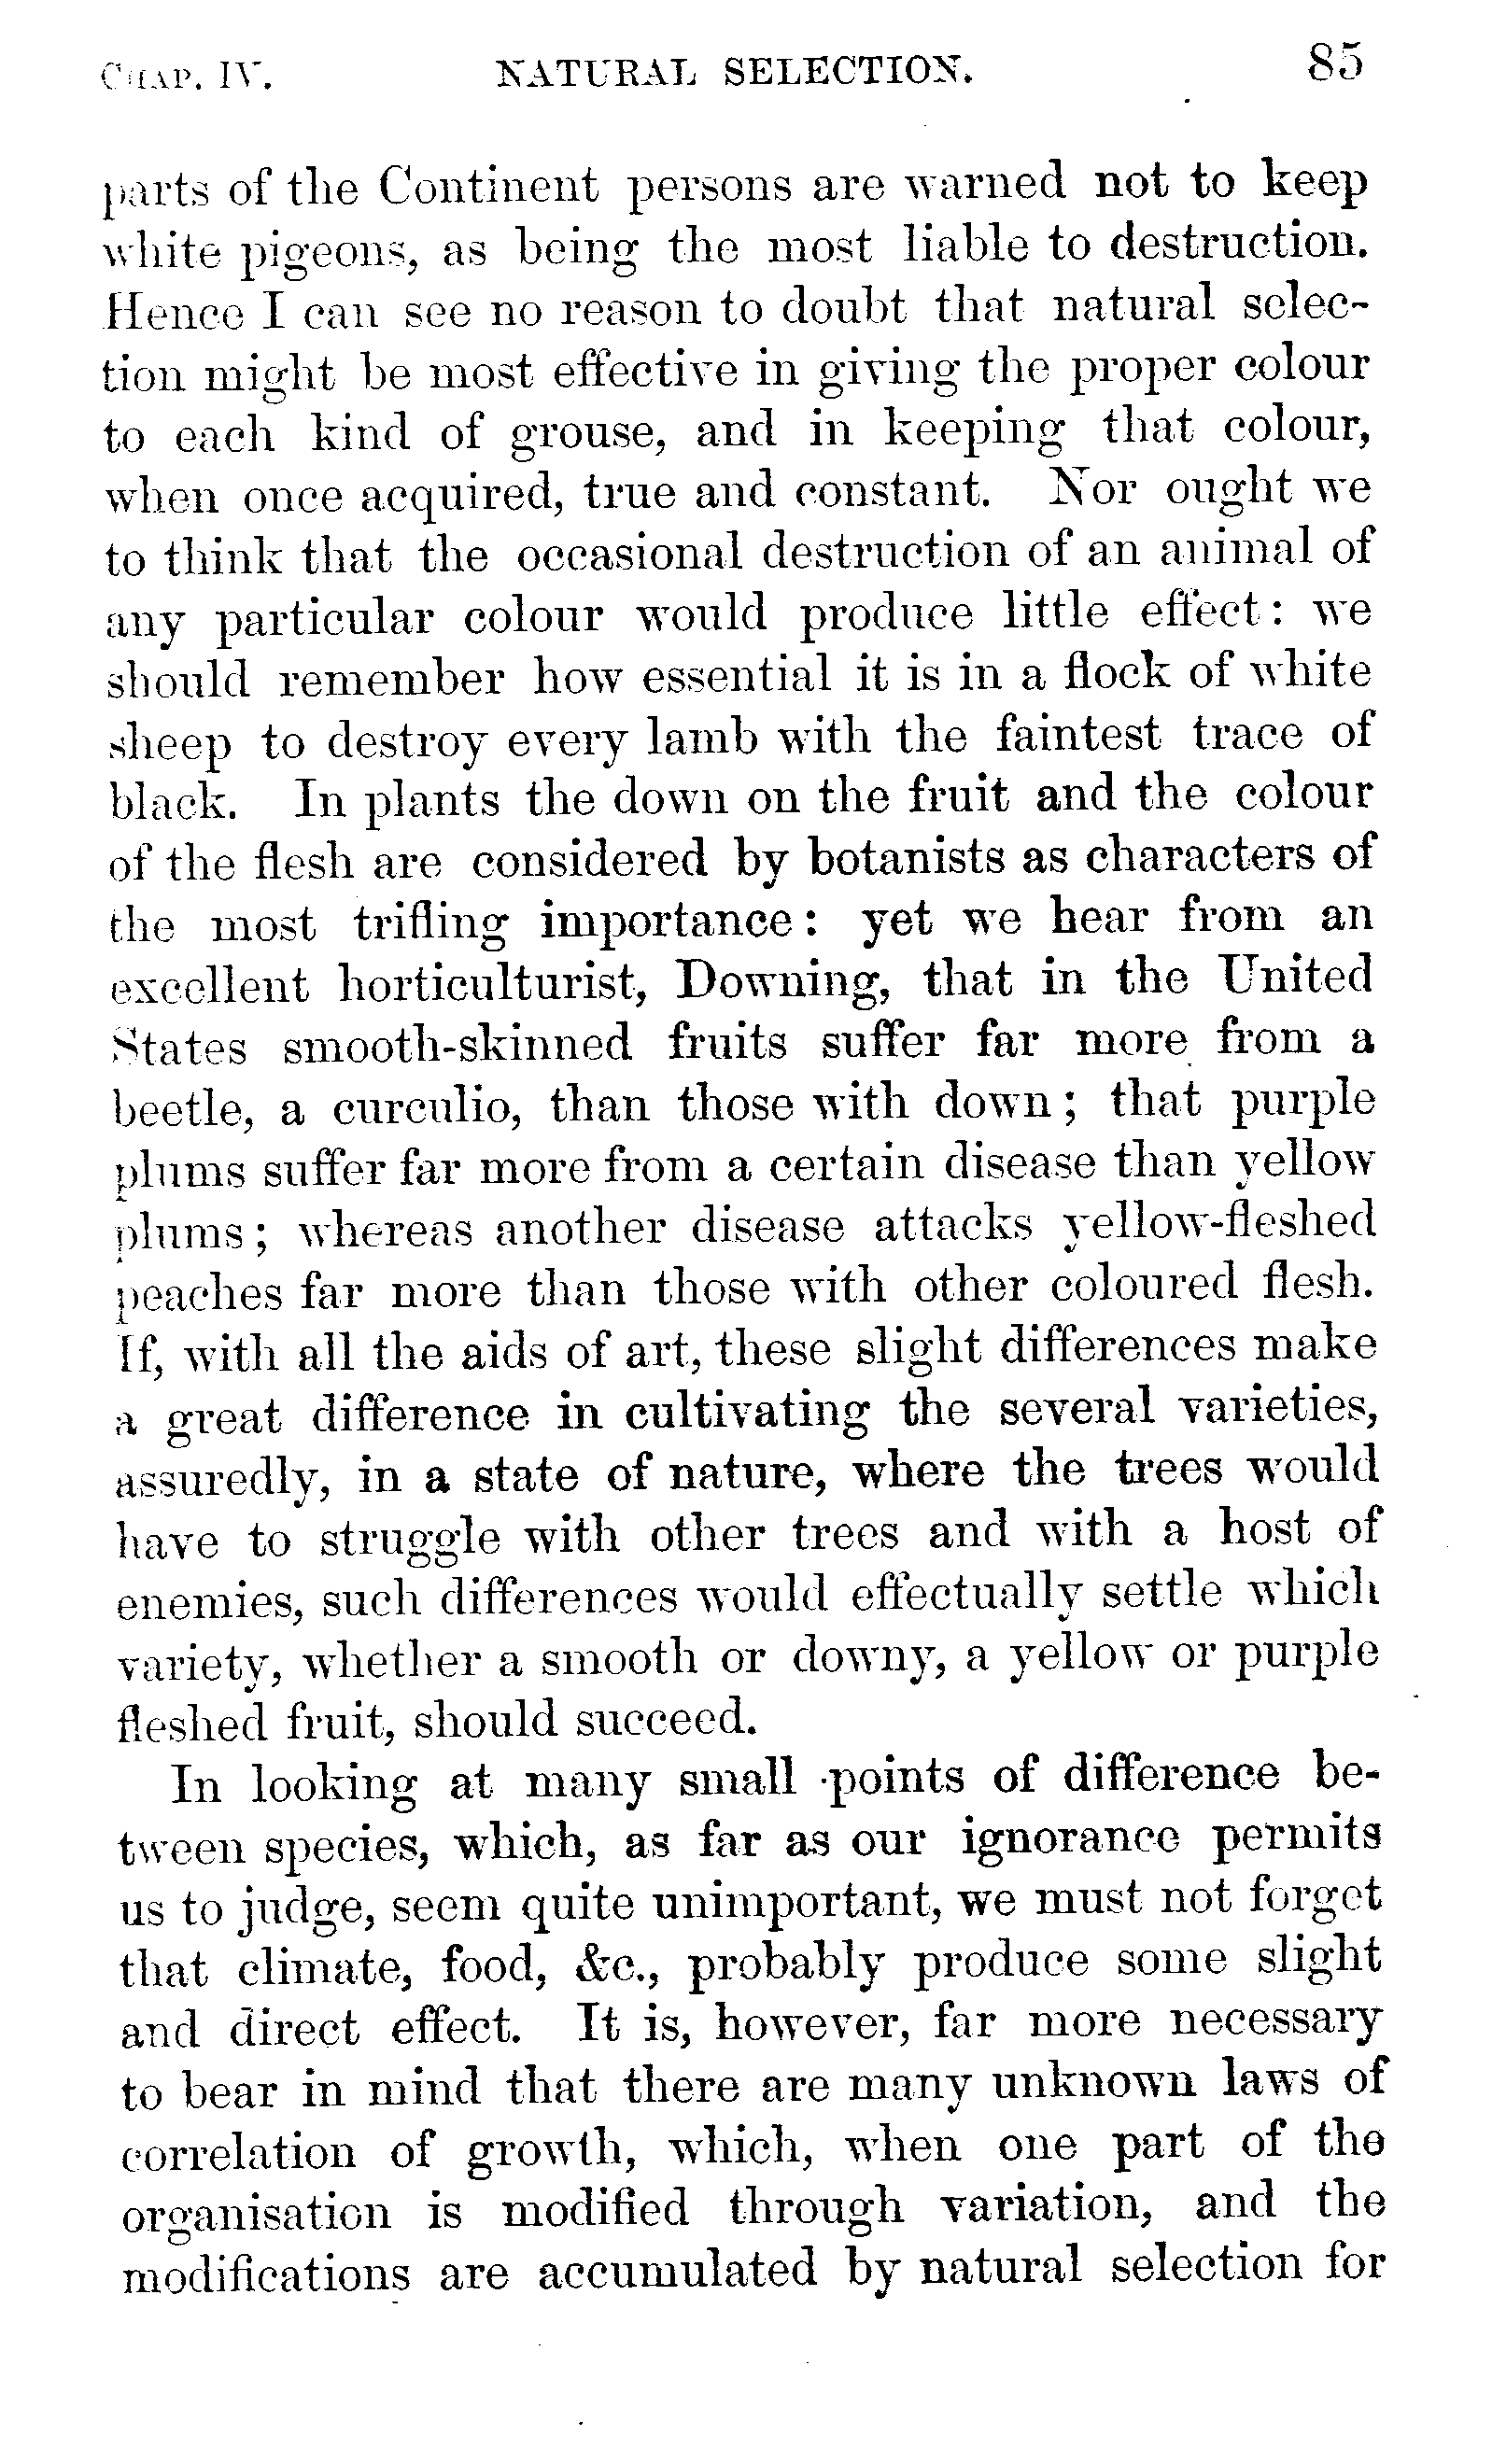 CHAP. IV. NATURAL SELECTION. 85
parts of the Continent persons are warned not to keep
white pigeons, as being the most liable to destruction.
Hence I can see no reason to doubt that natural selec-
tion might be most effective in giving the proper colour
to each kind of grouse, and in keeping that colour,
when once acquired, true and constant. Nor ought we
to think that the occasional destruction of an animal of
any particular colour would produce little effect: we
should remember how essential it is in a flock of white
sheep to destroy every lamb with the faintest trace of
black. In plants the down on the fruit and the colour
of the flesh are considered by botanists as characters of
the most trifling importance: yet we hear from an
excellent horticulturist, Downing, that in the United
States smooth-skinned fruits suffer far more from a
beetle, a curculio, than those with down; that purple
plums suffer far more from a certain disease than yellow
plums; whereas another disease attacks yellow-fleshed
peaches far more than those with other coloured flesh.
If, with all the aids of art, these slight differences make
a great difference in cultivating the several varieties,
assuredly, in a state of nature, where the trees would
have to struggle with other trees and with a host of
enemies, such differences would effectually settle which
variety, whether a smooth or downy, a yellow or purple
fleshed fruit, should succeed.
In looking at many small points of difference be-
tween species, which, as far as our ignorance permits
us to judge, seem quite unimportant, we must not forget
that climate, food, &c., probably produce some slight
and direct effect. It is, however, far more necessary
to bear in mind that there are many unknown laws of
correlation of growth, which, when one part of the
organisation is modified through variation, and the
modifications are accumulated by natural selection for